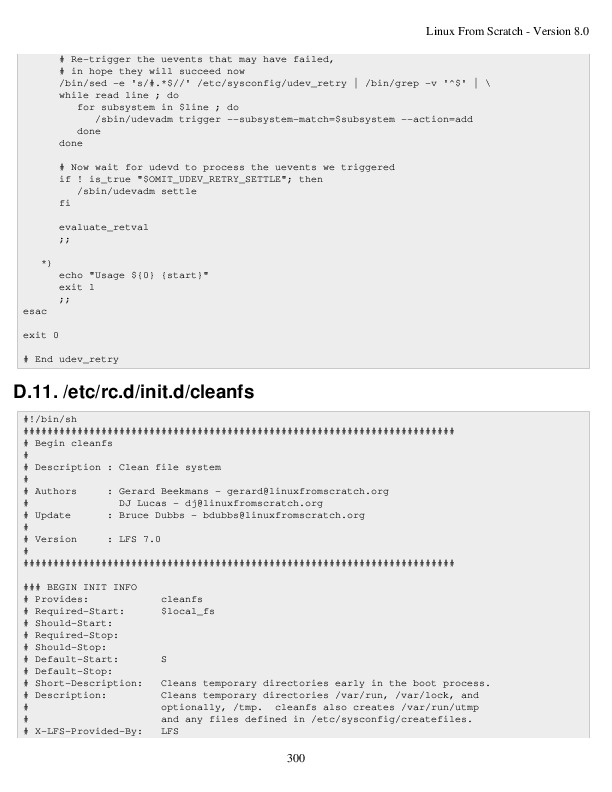 Linux From Scratch - Version 8.0
      # Re-trigger the uevents that may have failed,
      # in hope they will succeed now
      /bin/sed -e 's/#.*$//' /etc/sysconfig/udev_retry | /bin/grep -v '^$' | \
      while read line ; do
         for subsystem in $line ; do
            /sbin/udevadm trigger --subsystem-match=$subsystem --action=add
         done
      done

      # Now wait for udevd to process the uevents we triggered
      if ! is_true "$OMIT_UDEV_RETRY_SETTLE"; then
         /sbin/udevadm settle
      fi

      evaluate_retval
      ;;

   *)
      echo "Usage ${0} {start}"
      exit 1
      ;;
esac

exit 0

# End udev_retry
D.11. /etc/rc.d/init.d/cleanfs
#!/bin/sh
########################################################################
# Begin cleanfs
#
# Description : Clean file system
#
# Authors     : Gerard Beekmans - gerard@linuxfromscratch.org
#               DJ Lucas - dj@linuxfromscratch.org
# Update      : Bruce Dubbs - bdubbs@linuxfromscratch.org
#
# Version     : LFS 7.0
#
########################################################################

### BEGIN INIT INFO
# Provides:            cleanfs
# Required-Start:      $local_fs
# Should-Start:
# Required-Stop:
# Should-Stop:
# Default-Start:       S
# Default-Stop:
# Short-Description:   Cleans temporary directories early in the boot process.
# Description:         Cleans temporary directories /var/run, /var/lock, and
#                      optionally, /tmp.  cleanfs also creates /var/run/utmp
#                      and any files defined in /etc/sysconfig/createfiles.
# X-LFS-Provided-By:   LFS
300